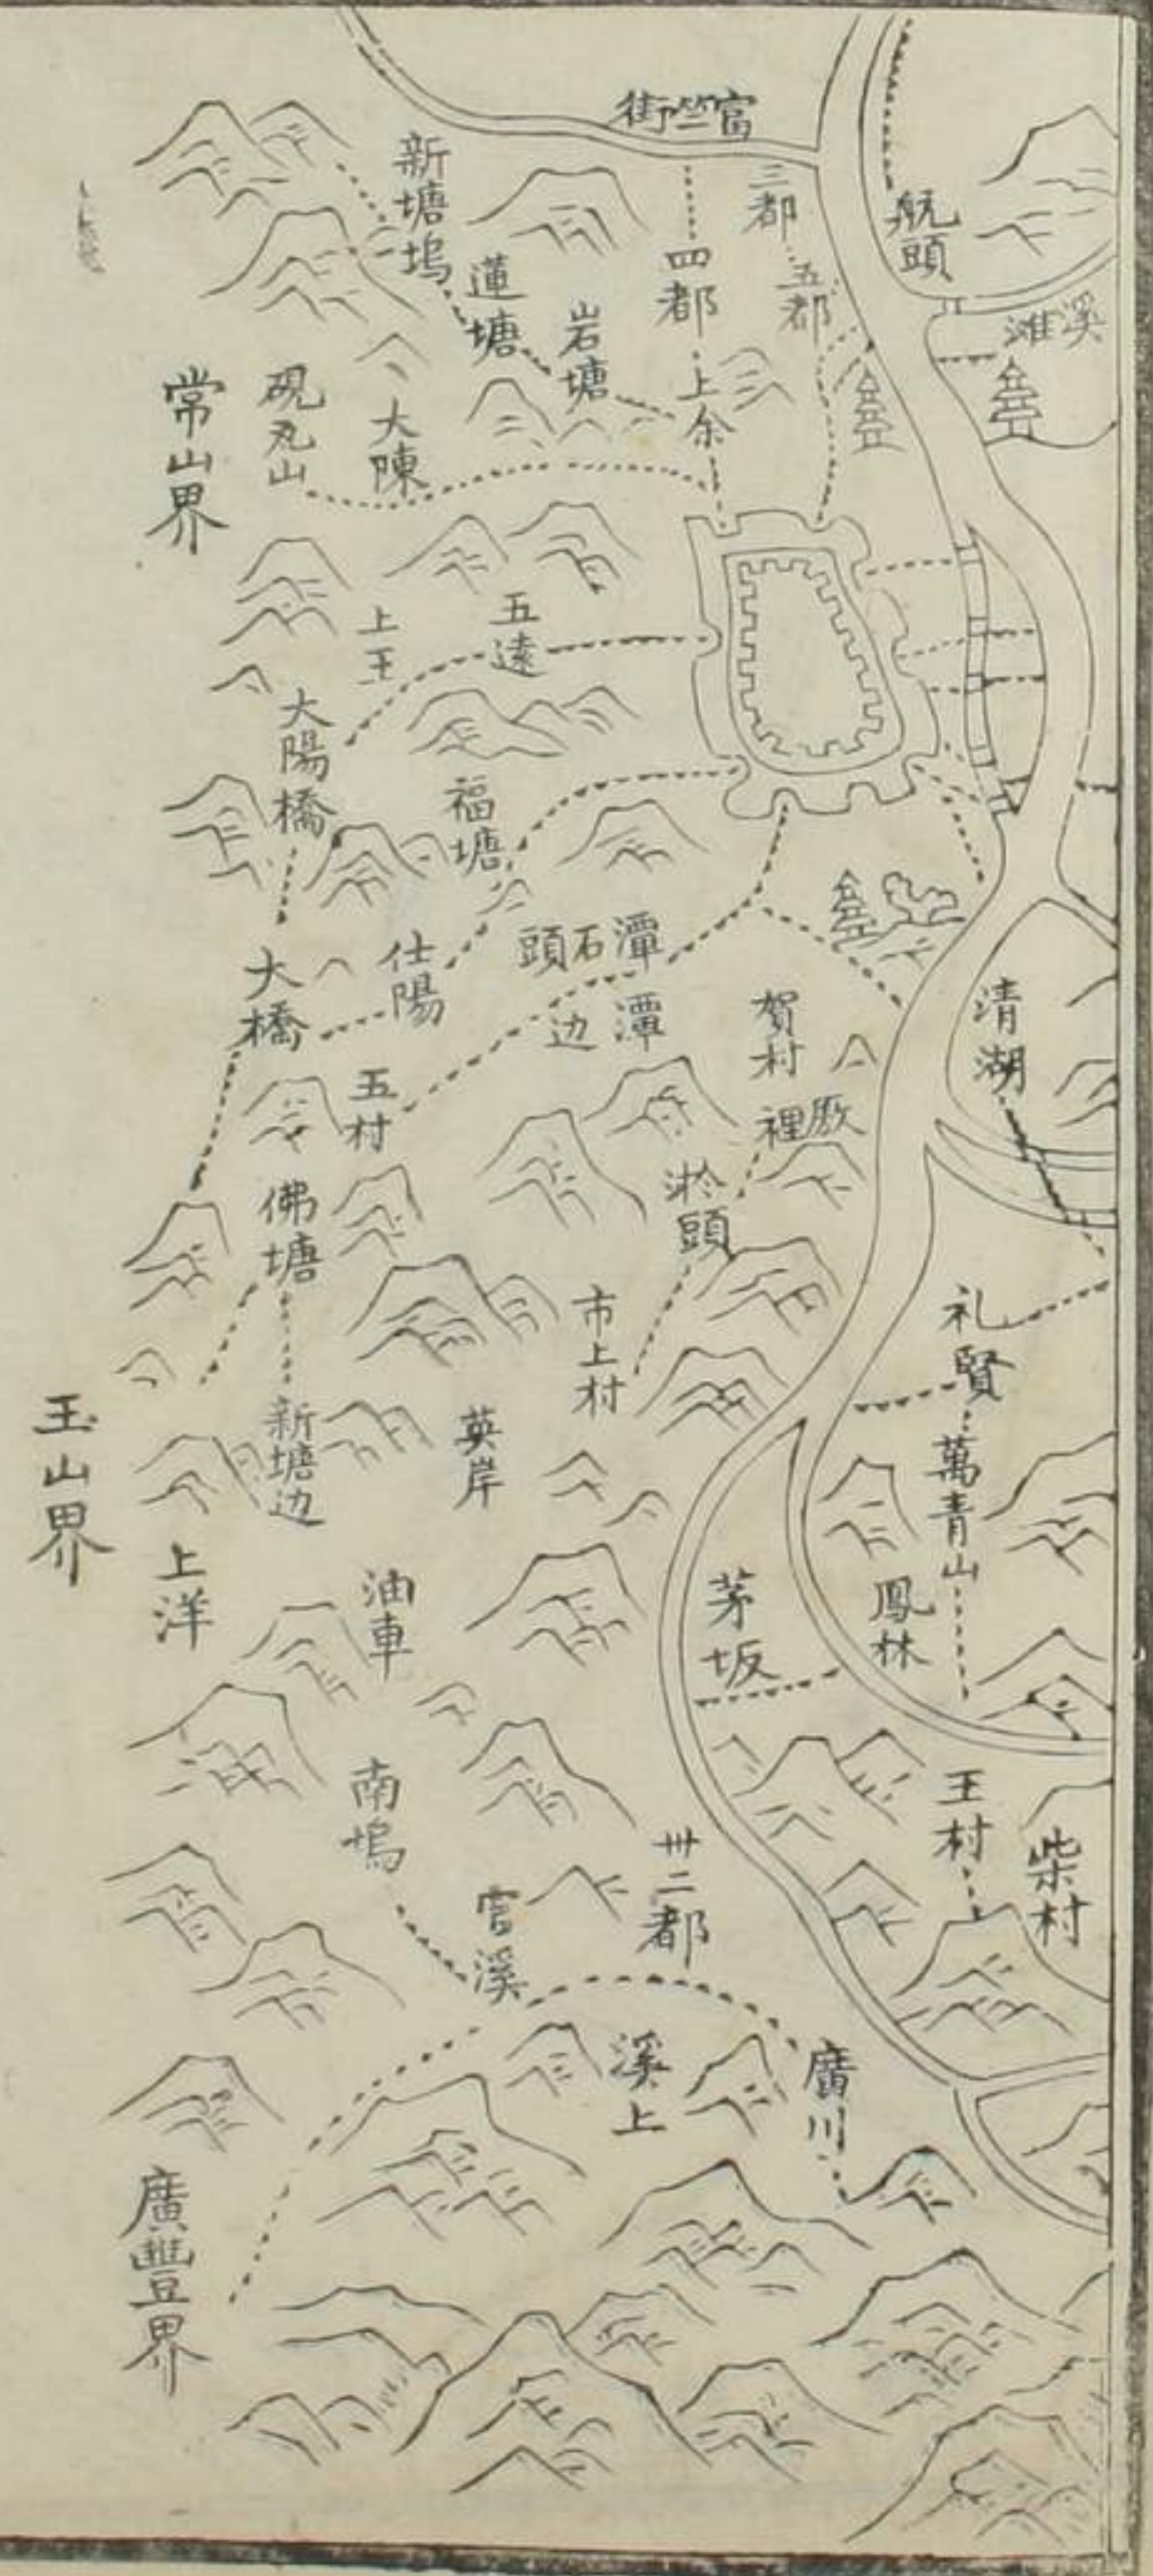 富竺街
航頭
三都
新塘塢
四都
五都
蓮塘
溪滩
岩塘
上余
硯丸山
大陳
常山界
五逺
上王
大陽橋
福塘
潭石頭
仕陽
大橋
清湖
賀村
潭边
五村
厫裡
淤頭
佛塘
礼賢
市上村
玉山界
新塘边
英岸
萬青山
上洋
油車
茅坂
鳳林
南塢
王村
柴村
卅二都
官溪
溪上
廣川
廣豐界